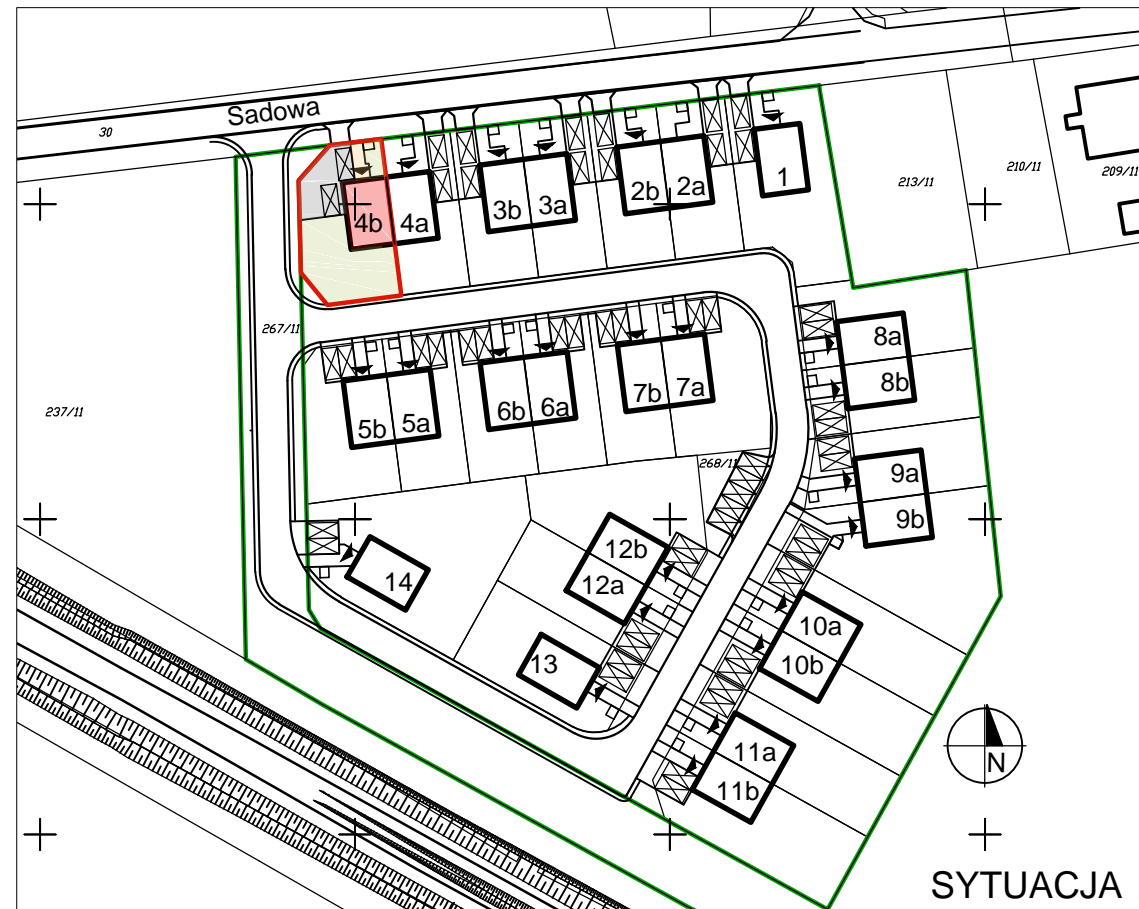 Sadowa
30
213/11
210/11
209/11
4b
4a
3b
3a
2b
2a
1
267/11
237/11
5b
5a
6b
6a
7b
7a
8a
8b
268/11
9a
9b
12b
12a
14
13
10a
10b
11a
11b
N
SYTUACJA